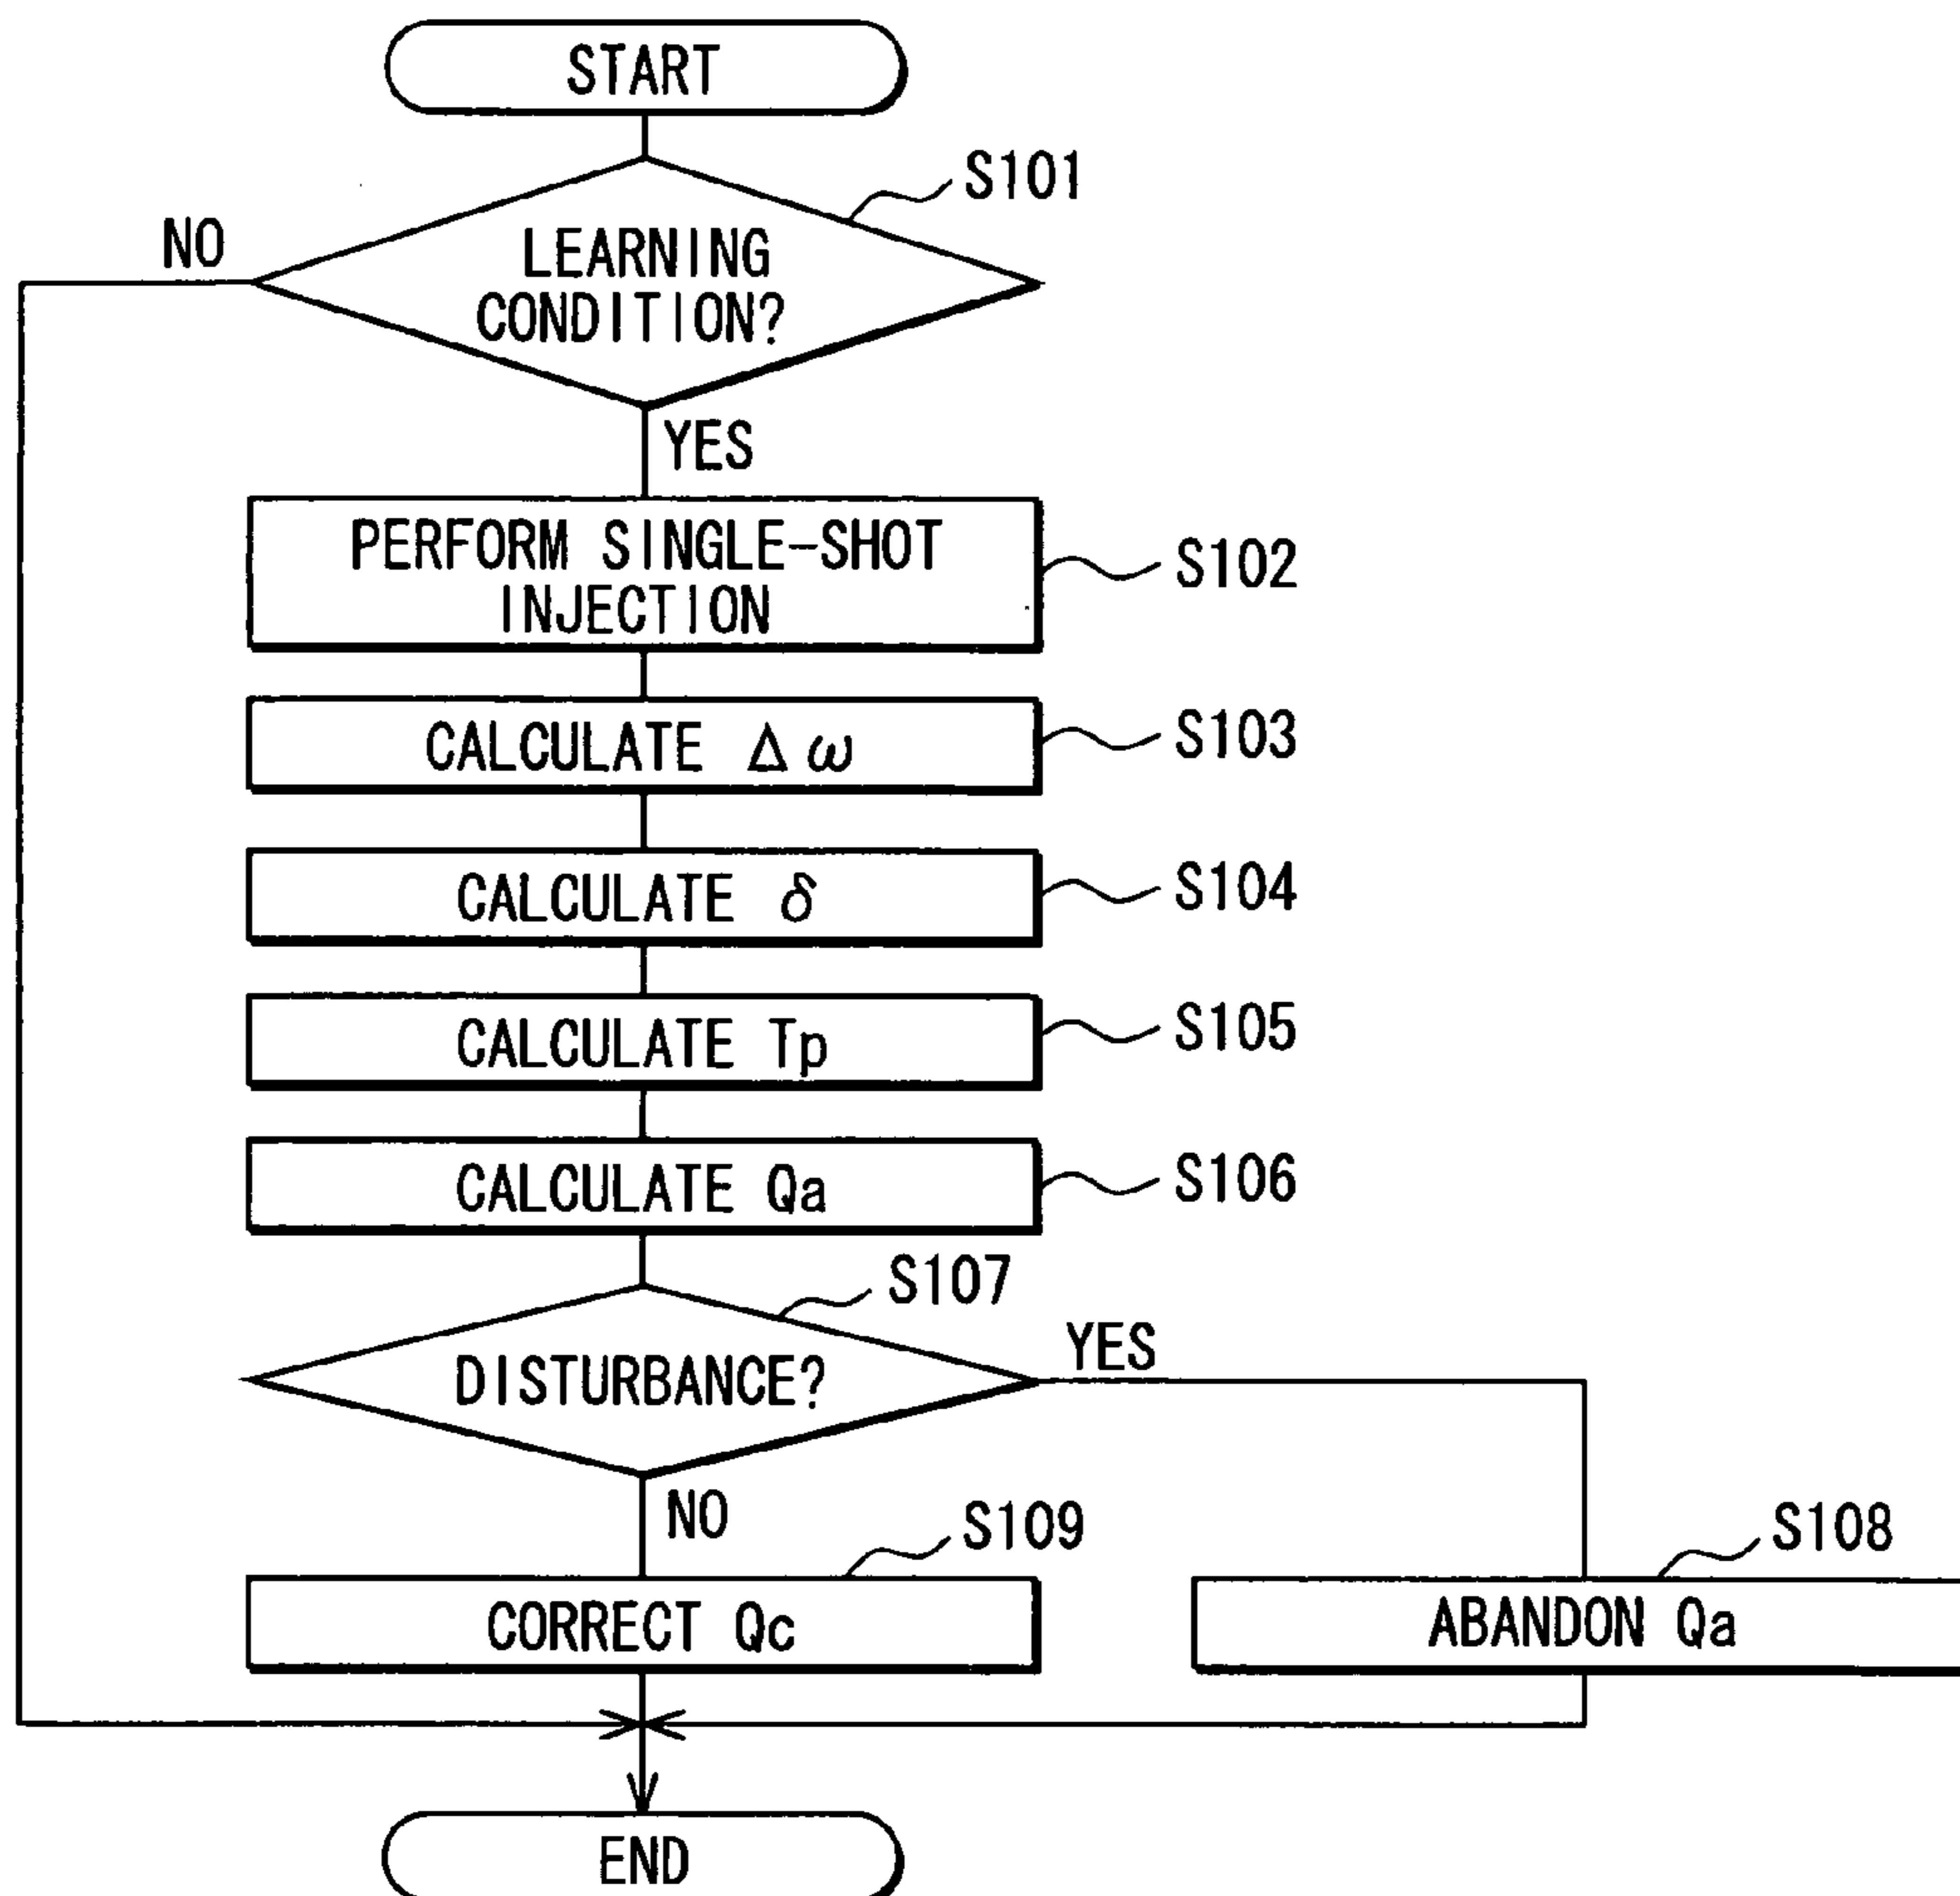 START
S101
NO
LEARNING
CONDITION?
YES
PERFORM SINGLE-SHOT
INJECTION
S102
CALCULATE Δω
S103
CALCULATE δ
S104
CALCULATE Tp
S105
CALCULATE Qa
S106
S107
DISTURBANCE?
YES
NO
S109
S108
CORRECT Qc
ABANDON Qa
END